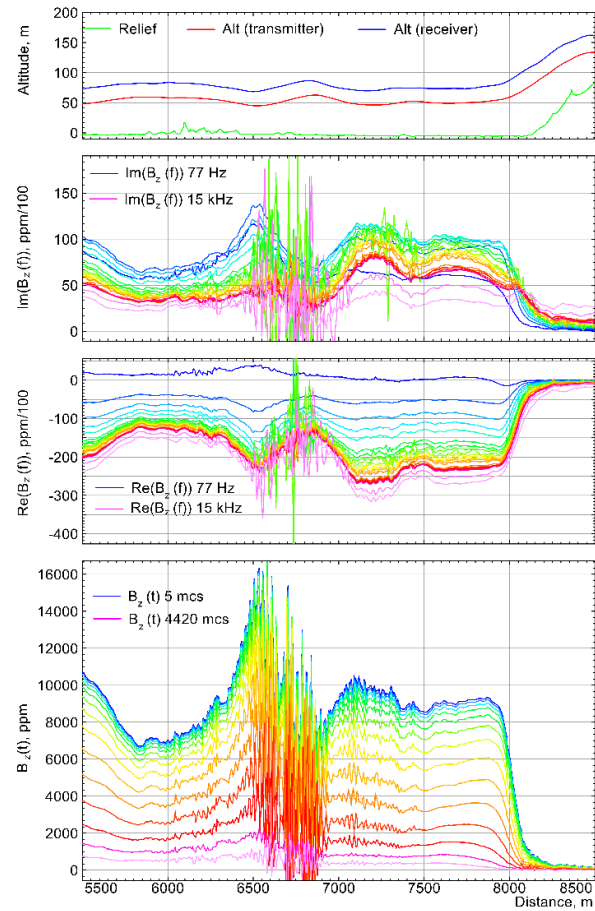 200
Relief
Alt (transmitter)
Alt (receiver)
150
100
50
0
Altitude, m
150
Im(Bz (f)) 77 Hz
Im(Bz (f)) 15 kHz
100
50
0
Im(Bz (f)), ppm/100
0
-100
-200
-300
-400
Re(Bz (f)) 77 Hz
Re(Bz (f)) 15 kHz
Re(Bz (f)), ppm/100
16000
Bz (t) 5 mcs
14000
Bz (t) 4420 mcs
12000
10000
8000
6000
4000
2000
0
Bz(t), ppm
5500 6000 6500 7000 7500 8000 8500
Distance, m